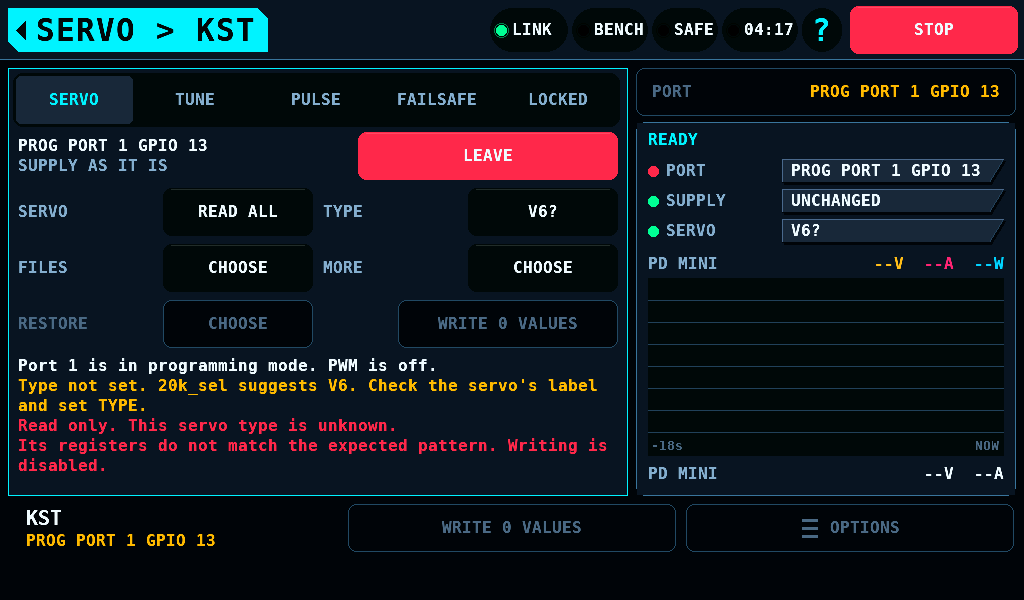 SERVO > KST
LINK
BENCH
SAFE
04:17
?
STOP
SERVO
TUNE
PULSE
FAILSAFE
LOCKED
PROG PORT 1 GPIO 13
SUPPLY AS IT IS
LEAVE
SERVO
READ ALL
TYPE
V6?
FILES
CHOOSE
MORE
CHOOSE
RESTORE
CHOOSE
WRITE 0 VALUES
Port 1 is in programming mode. PWM is off.
Type not set. 20k_sel suggests V6. Check the servo's label
and set TYPE.
Read only. This servo type is unknown.
Its registers do not match the expected pattern. Writing is
disabled.
PORT
PROG PORT 1 GPIO 13
READY
PORT
PROG PORT 1 GPIO 13
SUPPLY
UNCHANGED
SERVO
V6?
PD MINI
--V
--A
--W
-18s
NOW
PD MINI
--V
--A
KST
PROG PORT 1 GPIO 13
WRITE 0 VALUES
OPTIONS